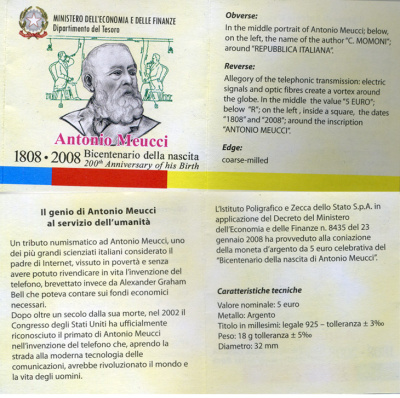 MINISTERO DELL'ECONOMIA E DELLE FINANZE
Dipartimento del Tesoro
Antonio Meucci
1808 • 2008 Bicentenario della nascita
200th Anniversary of his Birth
Obverse:
In the middle portrait of Antonio Meucci; below,
on the left, the name of the author "C. MOMONI";
around "REPUBBLICA ITALIANA".
Reverse:
Allegory of the telephonic transmission: electric
signals and optic fibres create a vortex around
the globe. In the middle the value "5 EURO";
below "R"; on the left , inside a square, the dates
"1808" and "2008"; around the inscription
"ANTONIO MEUCCI".
Edge:
coarse-milled
Il genio di Antonio Meucci
al servizio dell'umanità
Un tributo numismatico ad Antonio Meucci, uno
dei più grandi scienziati italiani considerato il
padre di Internet, vissuto in povertà e senza
avere potuto rivendicare in vita l'invenzione del
telefono, brevettato invece da Alexander Graham
Bell che poteva contare sui fondi economici
necessari.
Dopo oltre un secolo dalla sua morte, nel 2002 il
Congresso degli Stati Uniti ha ufficialmente
riconosciuto il primato di Antonio Meucci
nell'invenzione del telefono che, aprendo la
strada alla moderna tecnologia delle
comunicazioni, avrebbe rivoluzionato il mondo e
la vita degli uomini.
L'Istituto Poligrafico e Zecca dello Stato S.p.A. in
applicazione del Decreto del Ministero
dell'Economia e delle Finanze n. 8435 del 23
gennaio 2008 ha provveduto alla coniazione
della moneta d'argento da 5 euro celebrativa del
"Bicentenario della nascita di Antonio Meucci".
Caratteristiche tecniche
Valore nominale: 5 euro
Metallo: Argento
Titolo in millesimi: legale 925 – tolleranza ± 3‰
Peso: 18 g tolleranza ± 5‰
Diametro: 32 mm